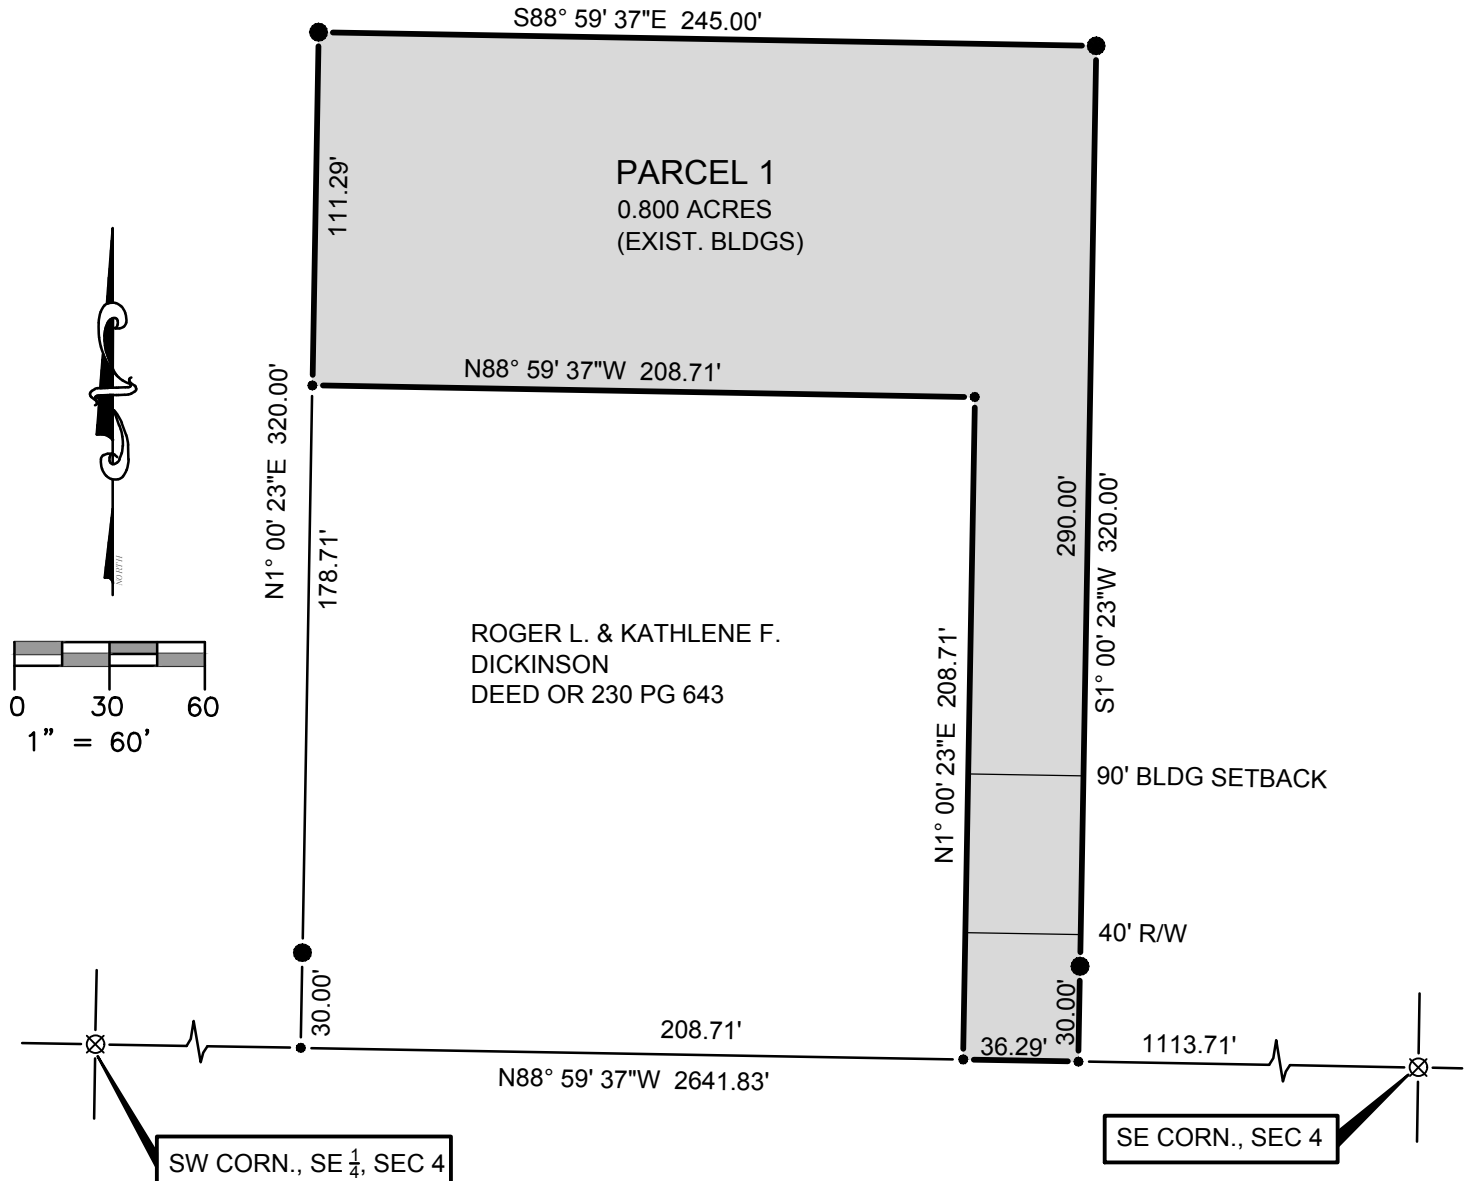 S88° 59' 37"E 245.00'
111.29'
PARCEL 1
0.800 ACRES
(EXIST. BLDGS)
N88° 59' 37"W 208.71'
N1° 00' 23"E 320.00'
178.71'
NORTH
0 30 60
1" = 60'
ROGER L. & KATHLENE F.
DICKINSON
DEED OR 230 PG 643
N1° 00' 23"E 208.71'
290.00'
S1° 00' 23"W 320.00'
90' BLDG SETBACK
40' R/W
30.00'
30.00'
208.71'
36.29'
1113.71'
N88° 59' 37"W 2641.83'
SW CORN., SE 1/4, SEC 4
SE CORN., SEC 4